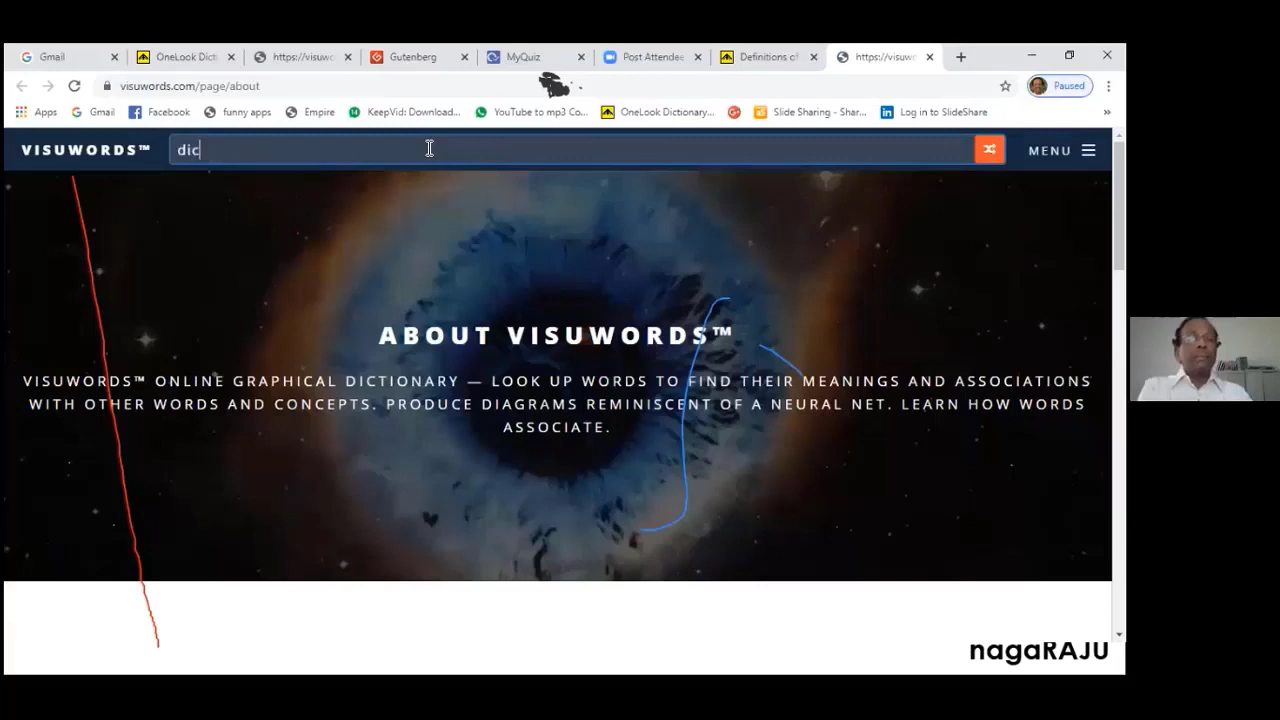 Gmail
OneLook Dict
https://visuwo
Gutenberg
MyQuiz
Post Attendee
Definitions of
https://visuwo
visuwords.com/page/about
Paused
Apps
Gmail
Facebook
funny apps
Empire
KeepVid: Download...
YouTube to mp3 Co...
OneLook Dictionary...
Slide Sharing - Shar...
Log in to SlideShare
»
VISUWORDS™
dic
MENU
ABOUT VISUWORDS™
VISUWORDS™ ONLINE GRAPHICAL DICTIONARY — LOOK UP WORDS TO FIND THEIR MEANINGS AND ASSOCIATIONS
WITH OTHER WORDS AND CONCEPTS. PRODUCE DIAGRAMS REMINISCENT OF A NEURAL NET. LEARN HOW WORDS
ASSOCIATE.
nagaRAJU